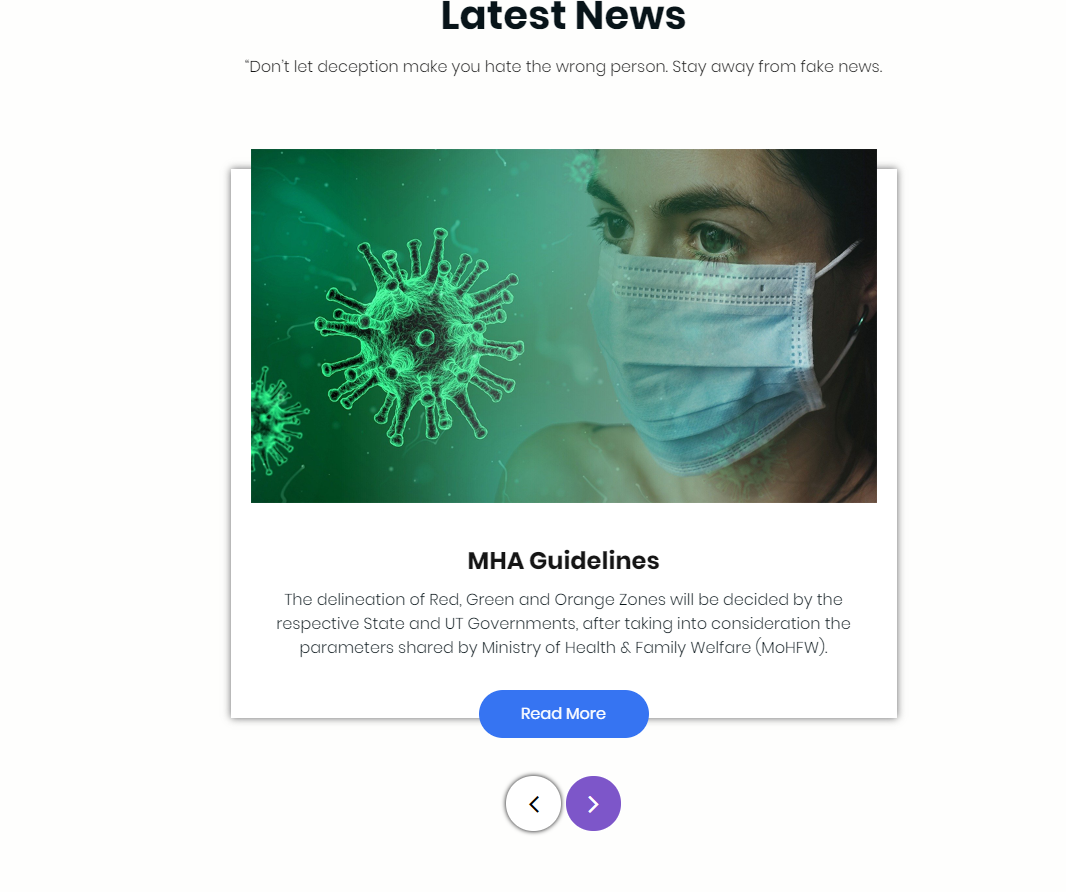 Latest News
“Don't let deception make you hate the wrong person. Stay away from fake news.
MHA Guidelines
The delineation of Red, Green and Orange Zones will be decided by the
respective State and UT Governments, after taking into consideration the
parameters shared by Ministry of Health & Family Welfare (MoHFW).
Read More